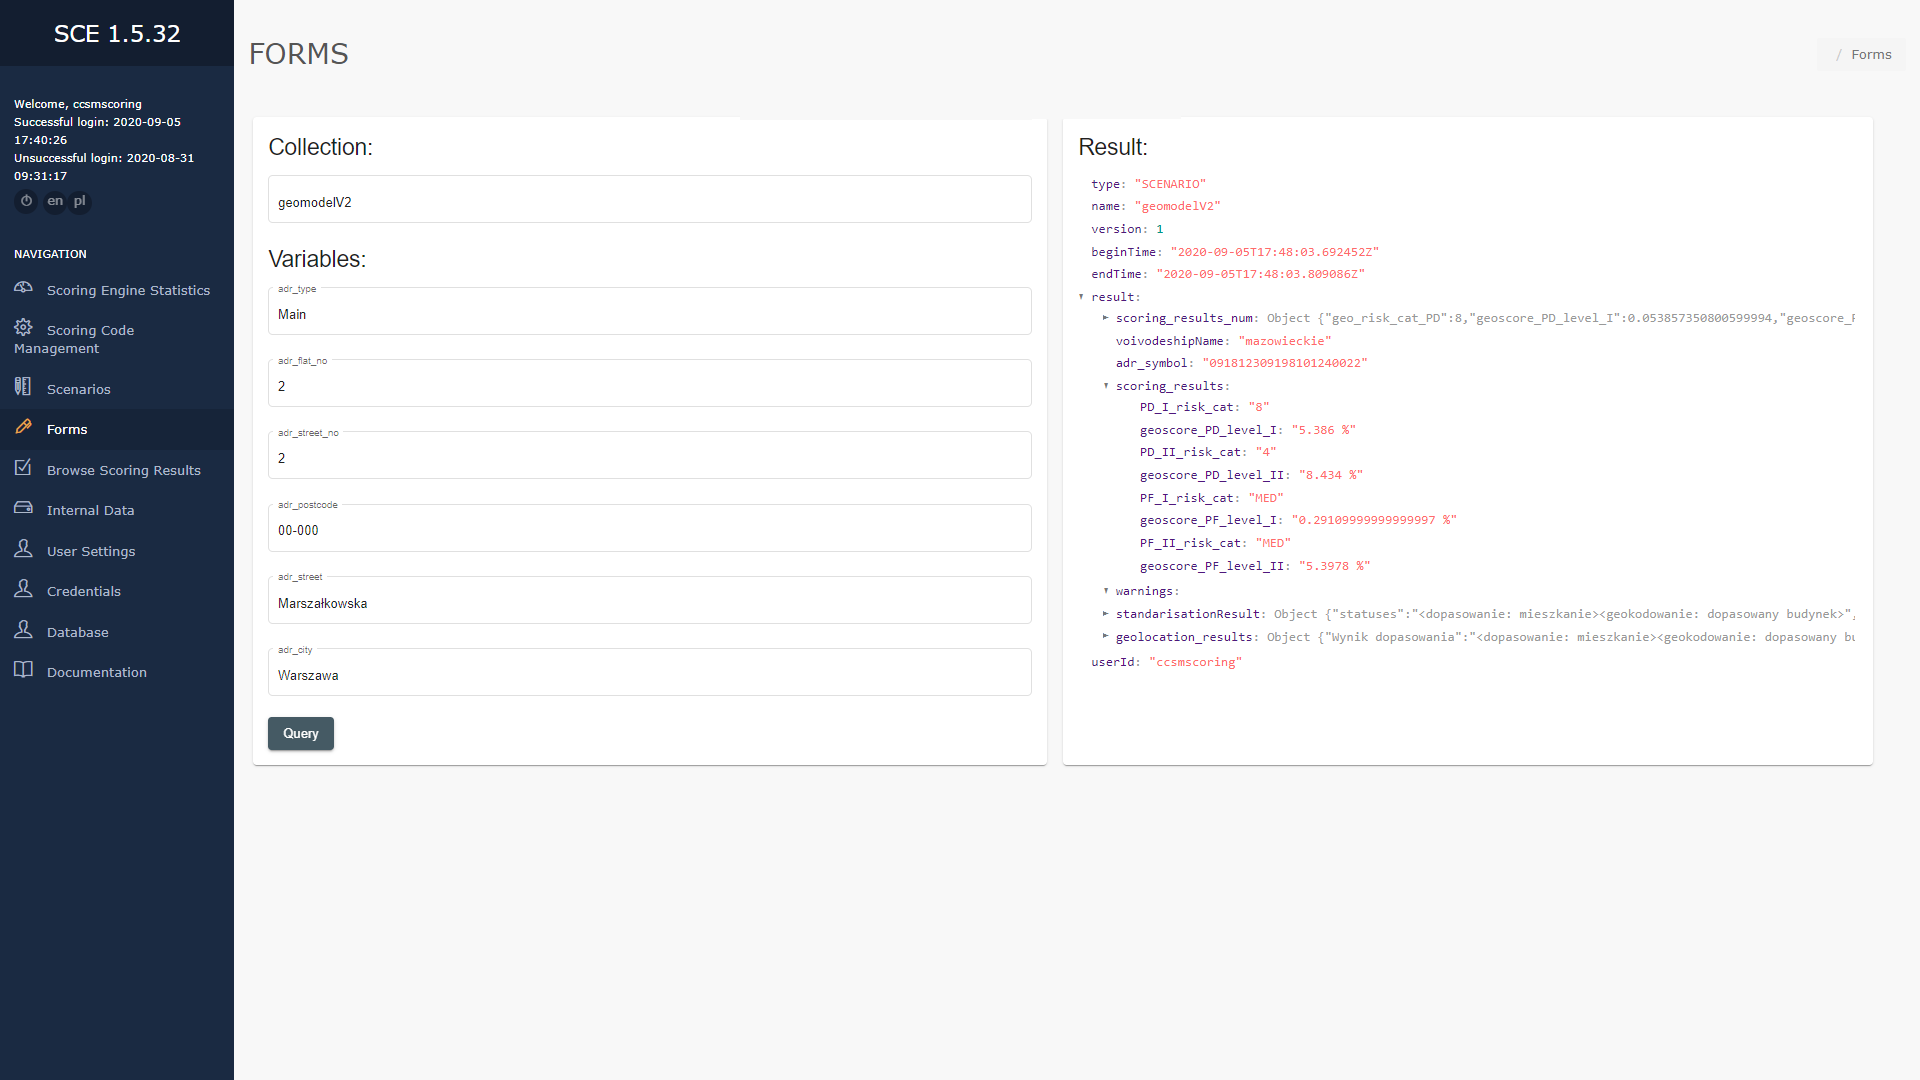 SCE 1.5.32
Welcome, ccsmscoring
Successful login: 2020-09-05
17:40:26
Unsuccessful login: 2020-08-31
09:31:17
en pl
NAVIGATION
Scoring Engine Statistics
Scoring Code
Management
Scenarios
Forms
Browse Scoring Results
Internal Data
User Settings
Credentials
Database
Documentation
FORMS
/ Forms
Collection:
geomodelV2
Variables:
adr_type
Main
adr_flat_no
2
adr_street_no
2
adr_postcode
00-000
adr_street
Marszałkowska
adr_city
Warszawa
Query
Result:
type: "SCENARIO"
name: "geomodelV2"
version: 1
beginTime: "2020-09-05T17:48:03.692452Z"
endTime: "2020-09-05T17:48:03.809086Z"
result:
scoring_results_num: Object {"geo_risk_cat_PD":8,"geoscore_PD_level_I":0.053857350800599994,"geoscore_F
voivodeshipName: "mazowieckie"
adr_symbol: "091812309198101240022"
scoring_results:
PD_I_risk_cat: "8"
geoscore_PD_level_I: "5.386 %"
PD_II_risk_cat: "4"
geoscore_PD_level_II: "8.434 %"
PF_I_risk_cat: "MED"
geoscore_PF_level_I: "0.29109999999999997 %"
PF_II_risk_cat: "MED"
geoscore_PF_level_II: "5.3978 %"
warnings:
standarisationResult: Object {"statuses":"<dopasowanie: mieszkanie><geokodowanie: dopasowany budynek>",
geolocation_results: Object {"Wynik dopasowania":"<dopasowanie: mieszkanie><geokodowanie: dopasowany bu
userId: "ccsmscoring"